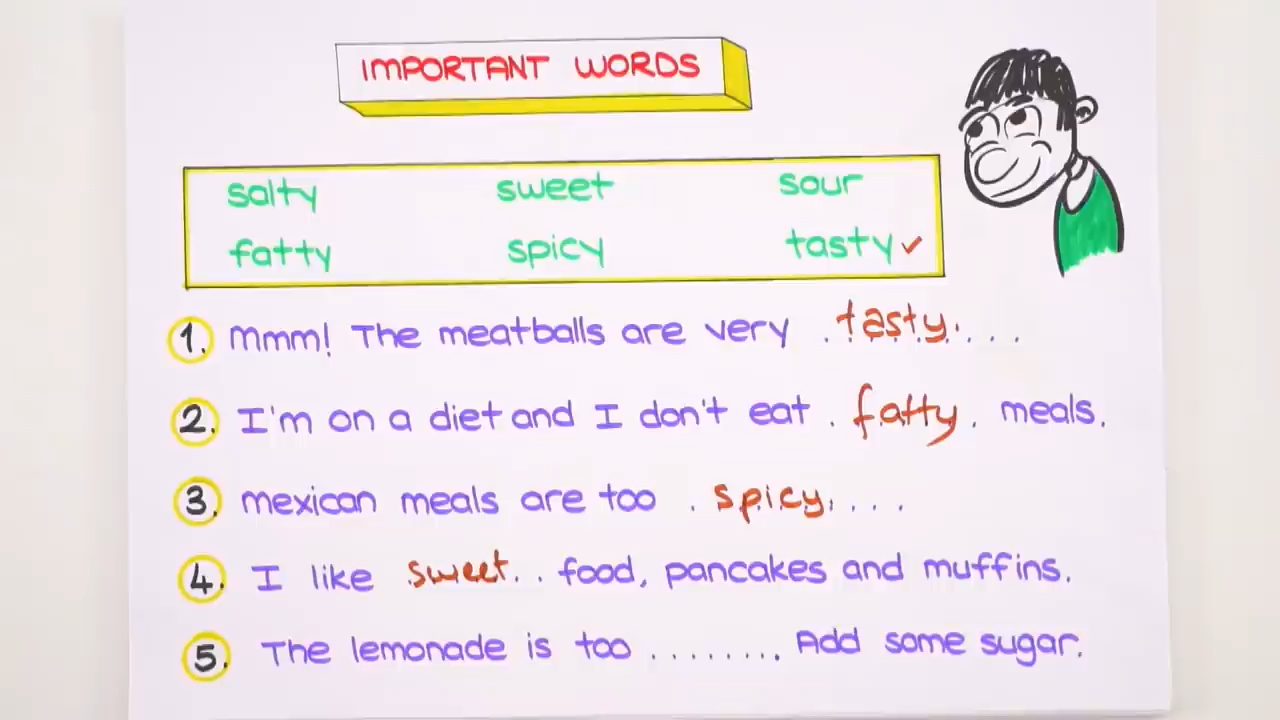 IMPORTANT WORDS
salty sweet sour
fatty spicy tasty ✓
1. Mmm! The meatballs are very .tasty. . . .
2. I'm on a diet and I don't eat . fatty . meals.
3. mexican meals are too . spicy. . . .
4. I like sweet. . food, pancakes and muffins.
5. The lemonade is too ........ Add some sugar.